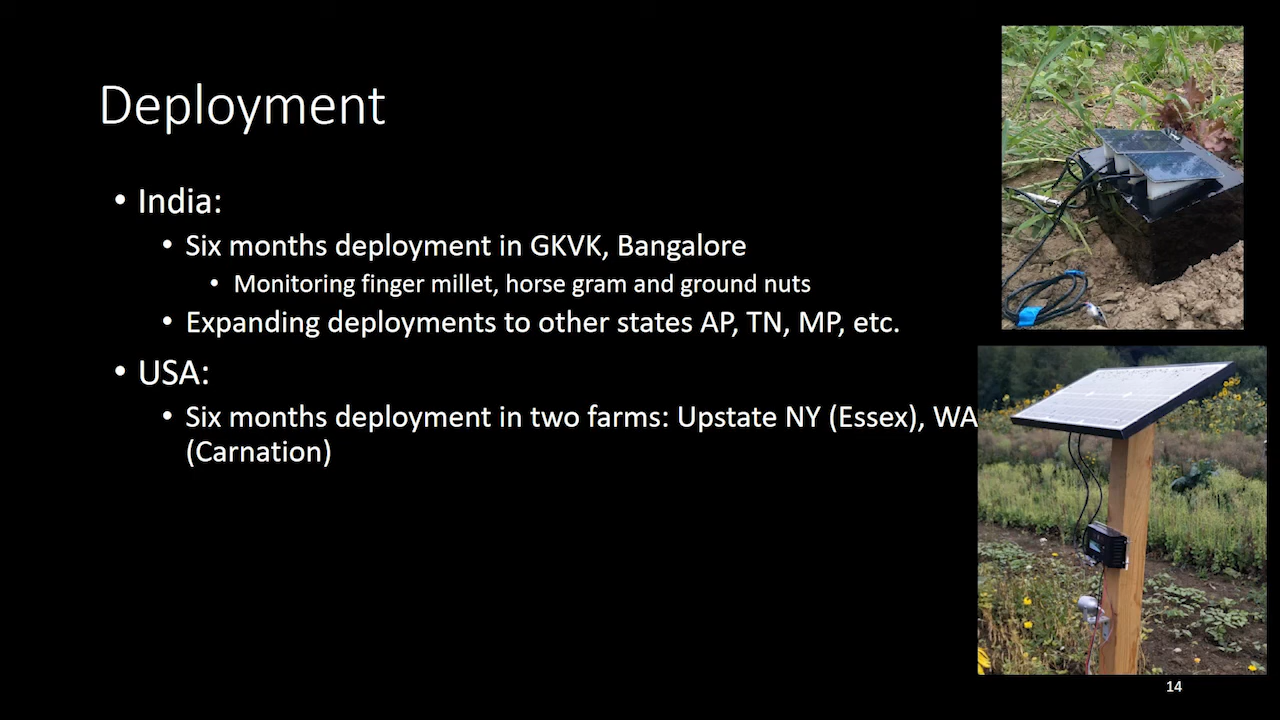 Deployment
• India:
• Six months deployment in GKVK, Bangalore
• Monitoring finger millet, horse gram and ground nuts
• Expanding deployments to other states AP, TN, MP, etc.
• USA:
• Six months deployment in two farms: Upstate NY (Essex), WA
(Carnation)
14